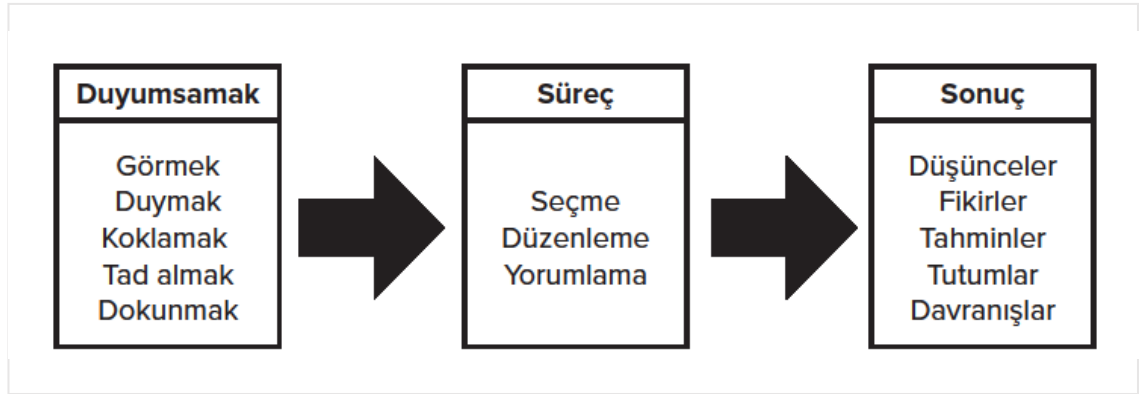 Duyumsamak
Görmek
Duymak
Koklamak
Tad almak
Dokunmak
Süreç
Seçme
Düzenleme
Yorumlama
Sonuç
Düşünceler
Fikirler
Tahminler
Tutumlar
Davranışlar